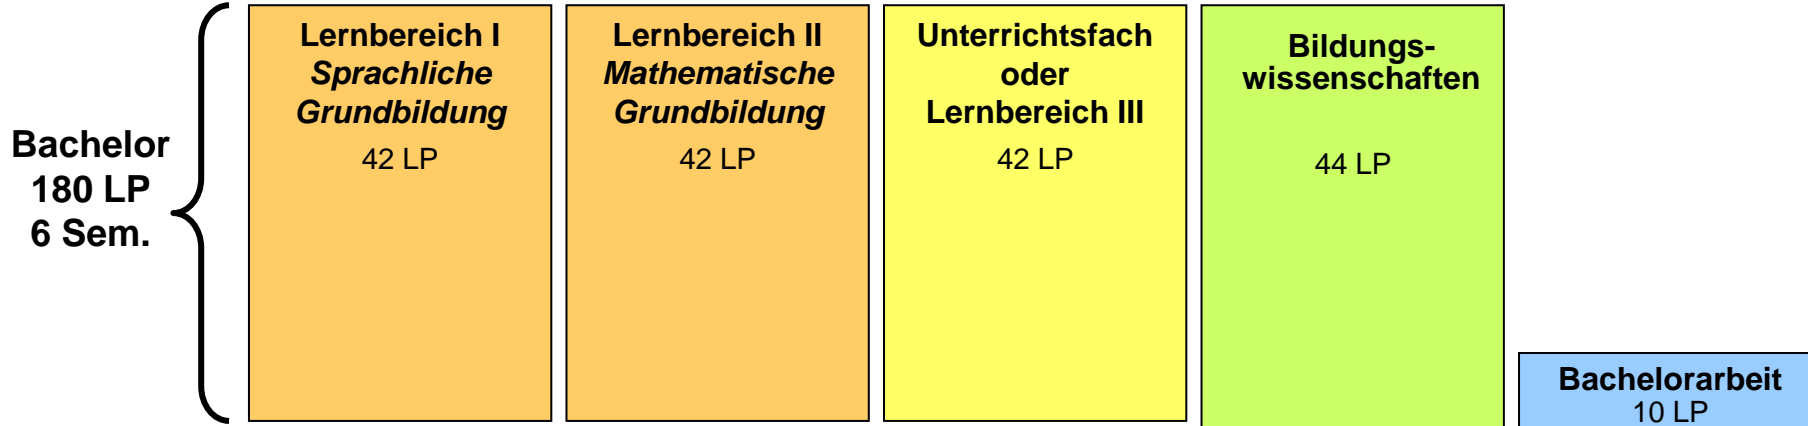 Bachelor
180 LP
6 Sem.
Lernbereich I
Sprachliche
Grundbildung
42 LP
Lernbereich II
Mathematische
Grundbildung
42 LP
Unterrichtsfach
oder
Lernbereich III
42 LP
Bildungs-
wissenschaften
44 LP
Bachelorarbeit
10 LP